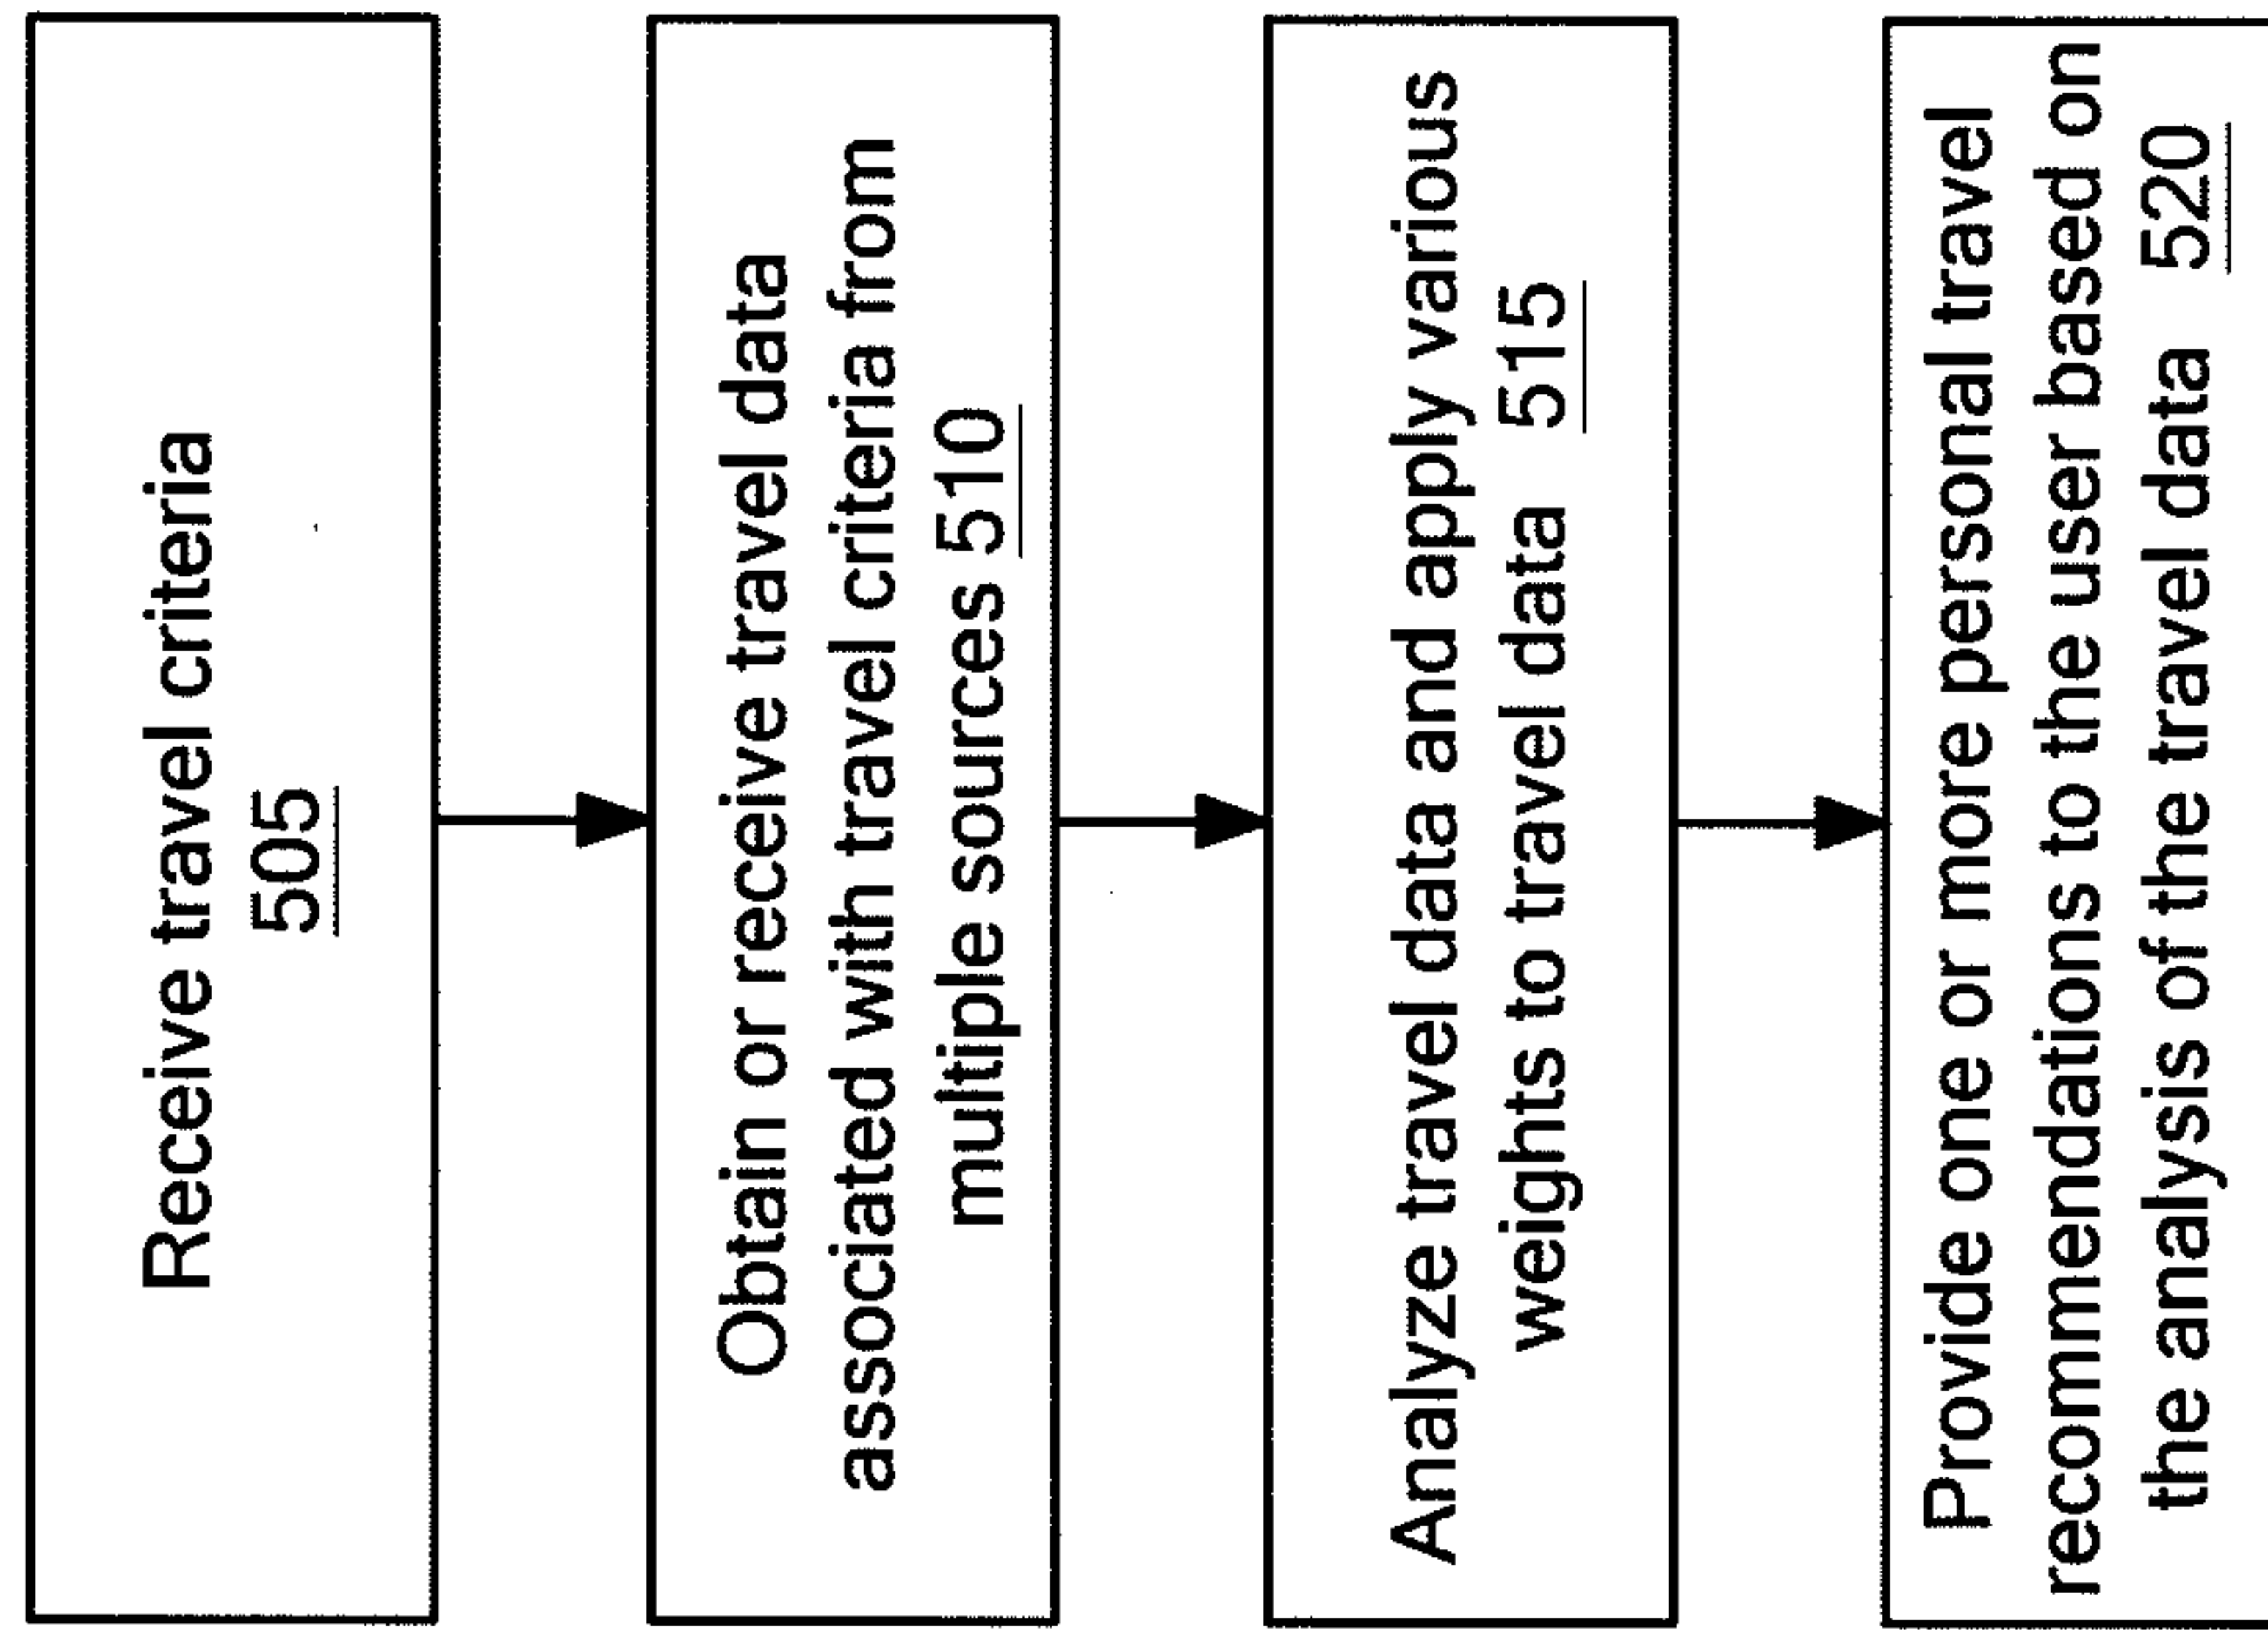 Receive travel criteria
505
Obtain or receive travel data
associated with travel criteria from
multiple sources 510
Analyze travel data and apply various
weights to travel data 515
Provide one or more personal travel
recommendations to the user based on
the analysis of the travel data 520